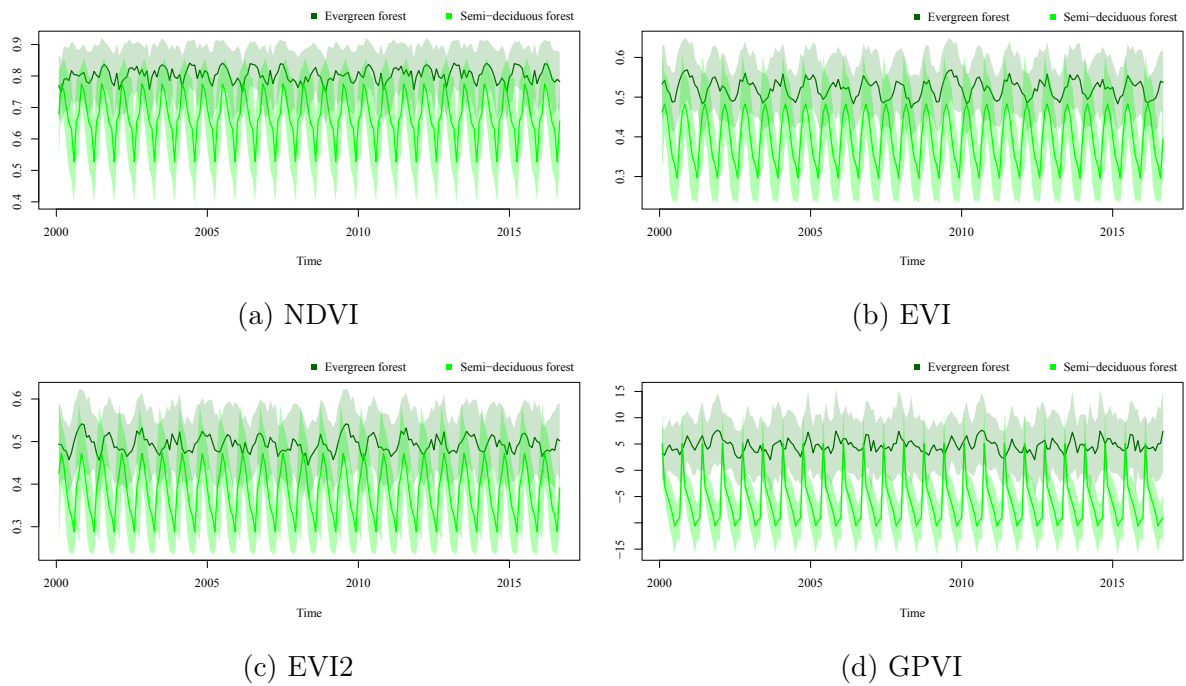 Evergreen forest Semi−deciduous forest
0.9
0.8
0.7
0.6
0.5
0.4
2000 2005 2010 2015
Time
(a) NDVI
Evergreen forest Semi−deciduous forest
0.6
0.5
0.4
0.3
2000 2005 2010 2015
Time
(b) EVI
Evergreen forest Semi−deciduous forest
0.6
0.5
0.4
0.3
2000 2005 2010 2015
Time
(c) EVI2
Evergreen forest Semi−deciduous forest
15
10
5
0
−5
−15
2000 2005 2010 2015
Time
(d) GPVI